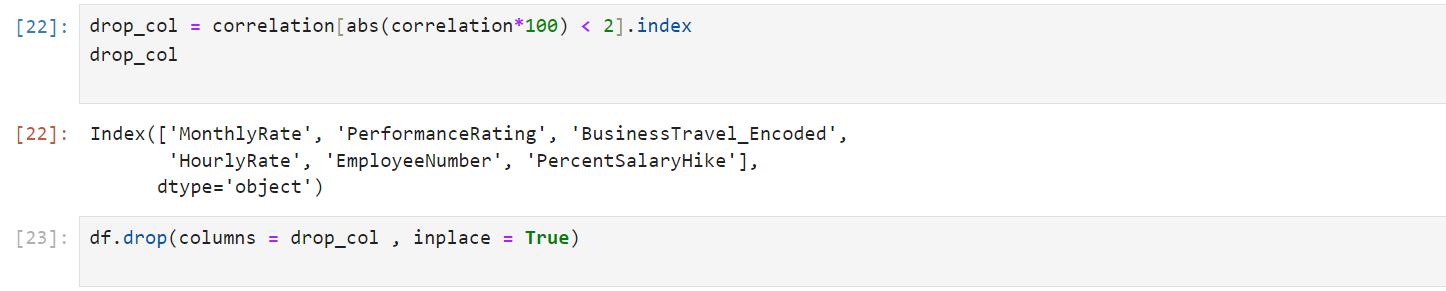 [22]: drop_col = correlation[abs(correlation*100) < 2].index
drop_col
[22]: Index(['MonthlyRate', 'PerformanceRating', 'BusinessTravel_Encoded',
'HourlyRate', 'EmployeeNumber', 'PercentSalaryHike'],
dtype='object')
[23]: df.drop(columns = drop_col , inplace = True)